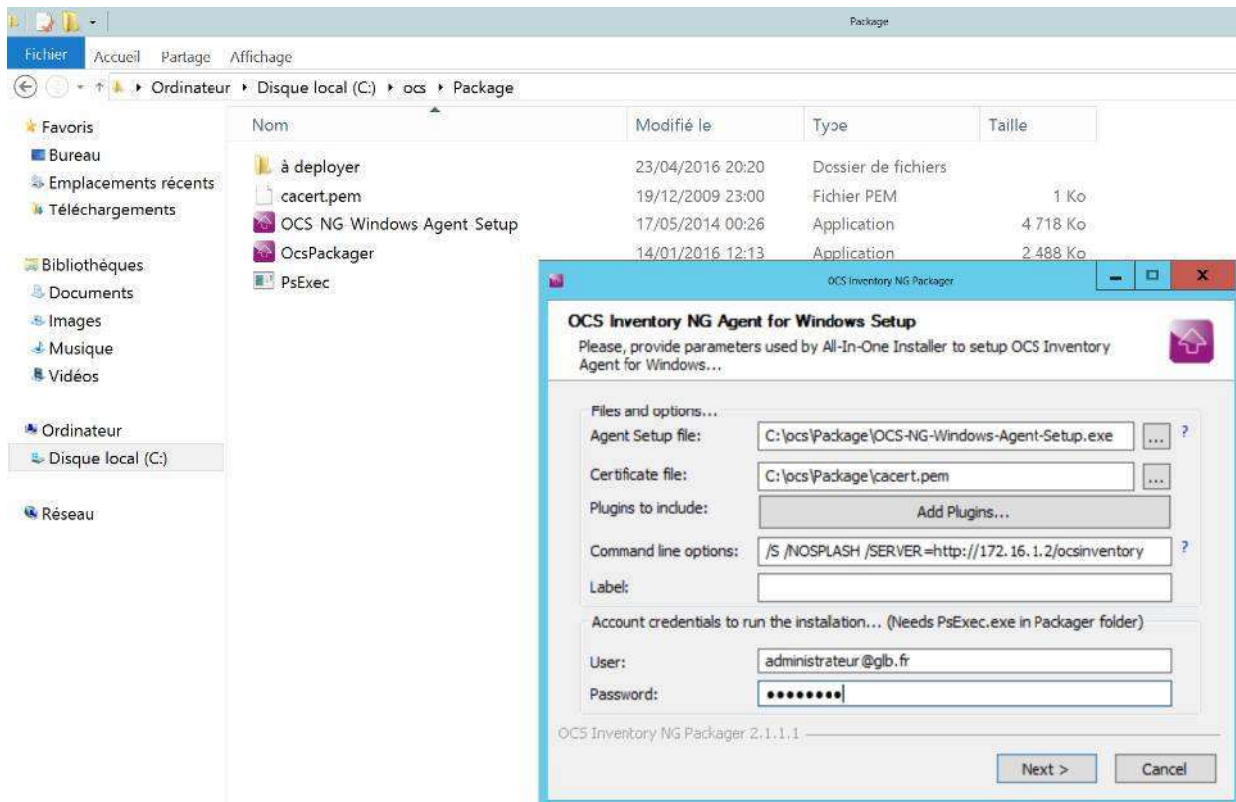 Package
Fichier Accueil Partage Affichage
Ordinateur Disque local (C:) ocs Package
Nom Modifié le Type Taille
Favoris
Bureau
Emplacements récents
Téléchargements
Bibliothèques
Documents
Images
Musique
Vidéos
Ordinateur
Disque local (C:)
Réseau
à deployer 23/04/2016 20:20 Dossier de fichiers
cacert.pem 19/12/2009 23:00 Fichier PEM 1 Ko
OCS-NG-Windows-Agent-Setup 17/05/2014 00:26 Application 4 718 Ko
OcsPackager 14/01/2016 12:13 Application 2 488 Ko
PsExec
OCS Inventory NG Packager
OCS Inventory NG Agent for Windows Setup
Please, provide parameters used by All-In-One Installer to setup OCS Inventory
Agent for Windows...
Files and options...
Agent Setup file: C:\ocs\Package\OCS-NG-Windows-Agent-Setup.exe ... ?
Certificate file: C:\ocs\Package\cacert.pem ...
Plugins to include: Add Plugins...
Command line options: /S /NOSPLASH /SERVER=http://172.16.1.2/ocsinventory ?
Label:
Account credentials to run the instalation... (Needs PsExec.exe in Packager folder)
User: administrateur@glb.fr
Password: ●●●●●●●●
OCS Inventory NG Packager 2.1.1.1
Next > Cancel